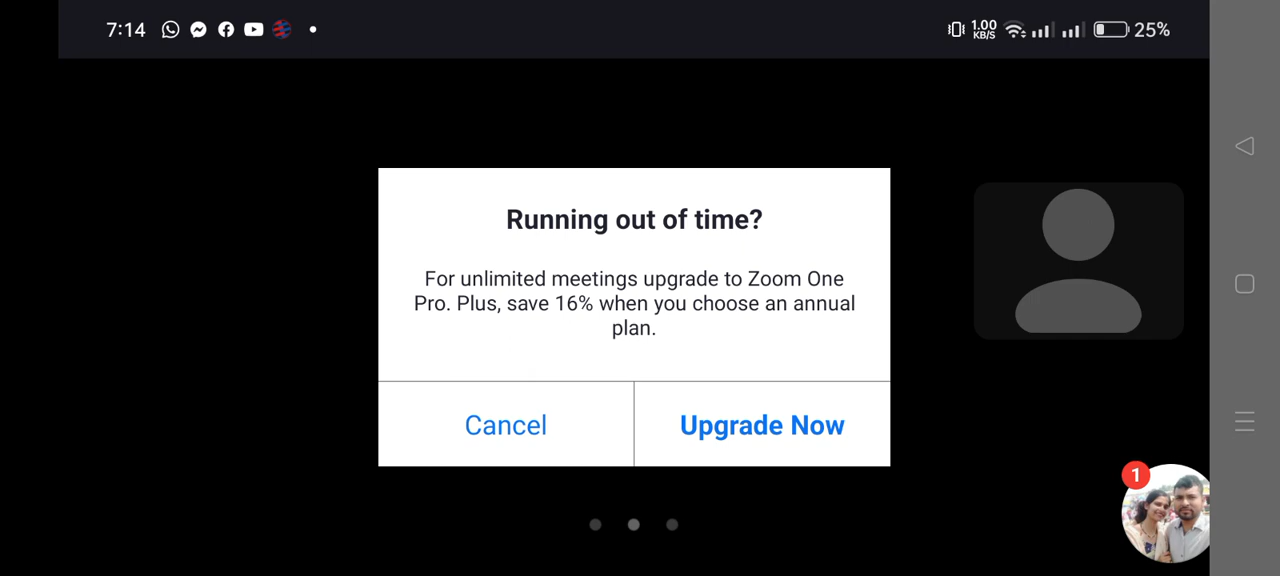 7:14 1.00 KB/S 25%
Running out of time?
For unlimited meetings upgrade to Zoom One
Pro. Plus, save 16% when you choose an annual
plan.
Cancel Upgrade Now
1